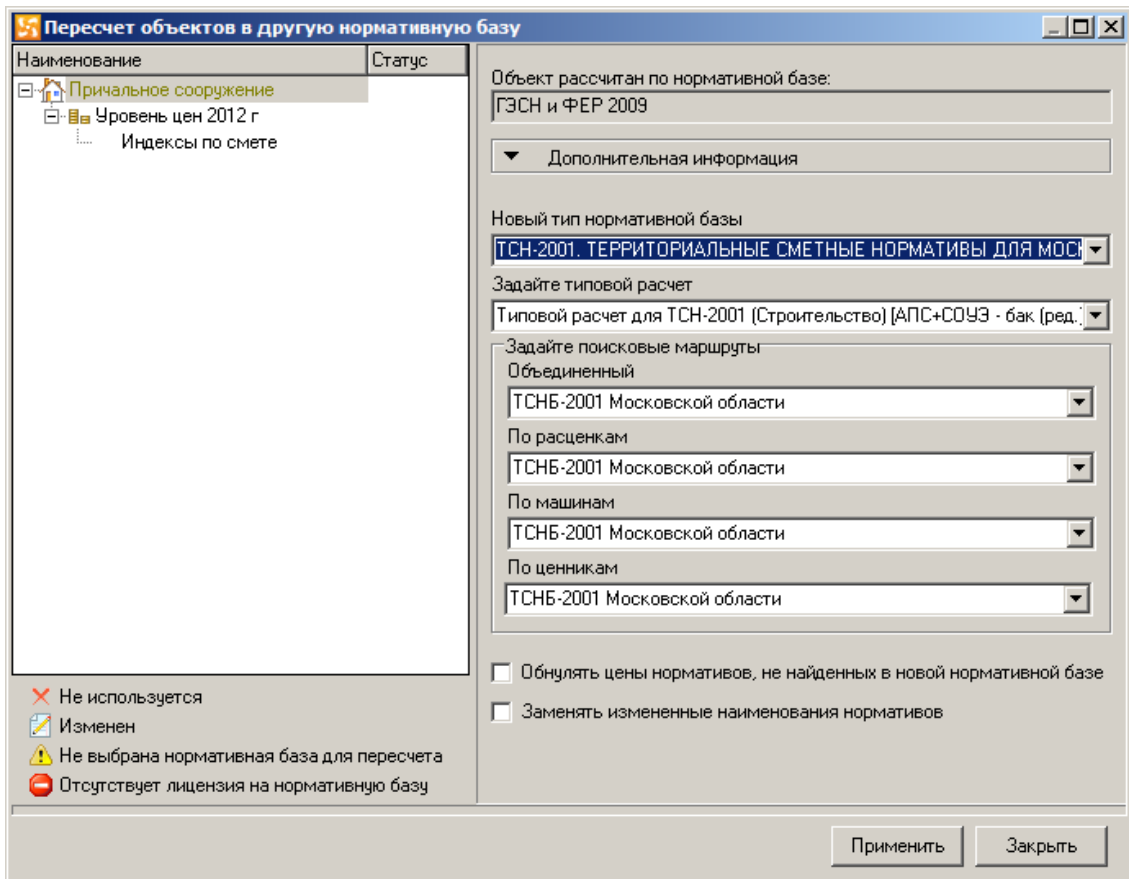 Пересчет объектов в другую нормативную базу
Наименование Статус
Причальное сооружение
Уровень цен 2012 г
Индексы по смете
Не используется
Изменен
Не выбрана нормативная база для пересчета
Отсутствует лицензия на нормативную базу
Объект рассчитан по нормативной базе:
ГЭСН и ФЕР 2009
Дополнительная информация
Новый тип нормативной базы
ТСН-2001. ТЕРРИТОРИАЛЬНЫЕ СМЕТНЫЕ НОРМАТИВЫ ДЛЯ МОСК
Задайте типовой расчет
Типовой расчет для ТСН-2001 (Строительство) [АПС+СОУЭ - бак (ред.)
Задайте поисковые маршруты
Объединенный
ТСНБ-2001 Московской области
По расценкам
ТСНБ-2001 Московской области
По машинам
ТСНБ-2001 Московской области
По ценникам
ТСНБ-2001 Московской области
Обнулять цены нормативов, не найденных в новой нормативной базе
Заменять измененные наименования нормативов
Применить Закрыть